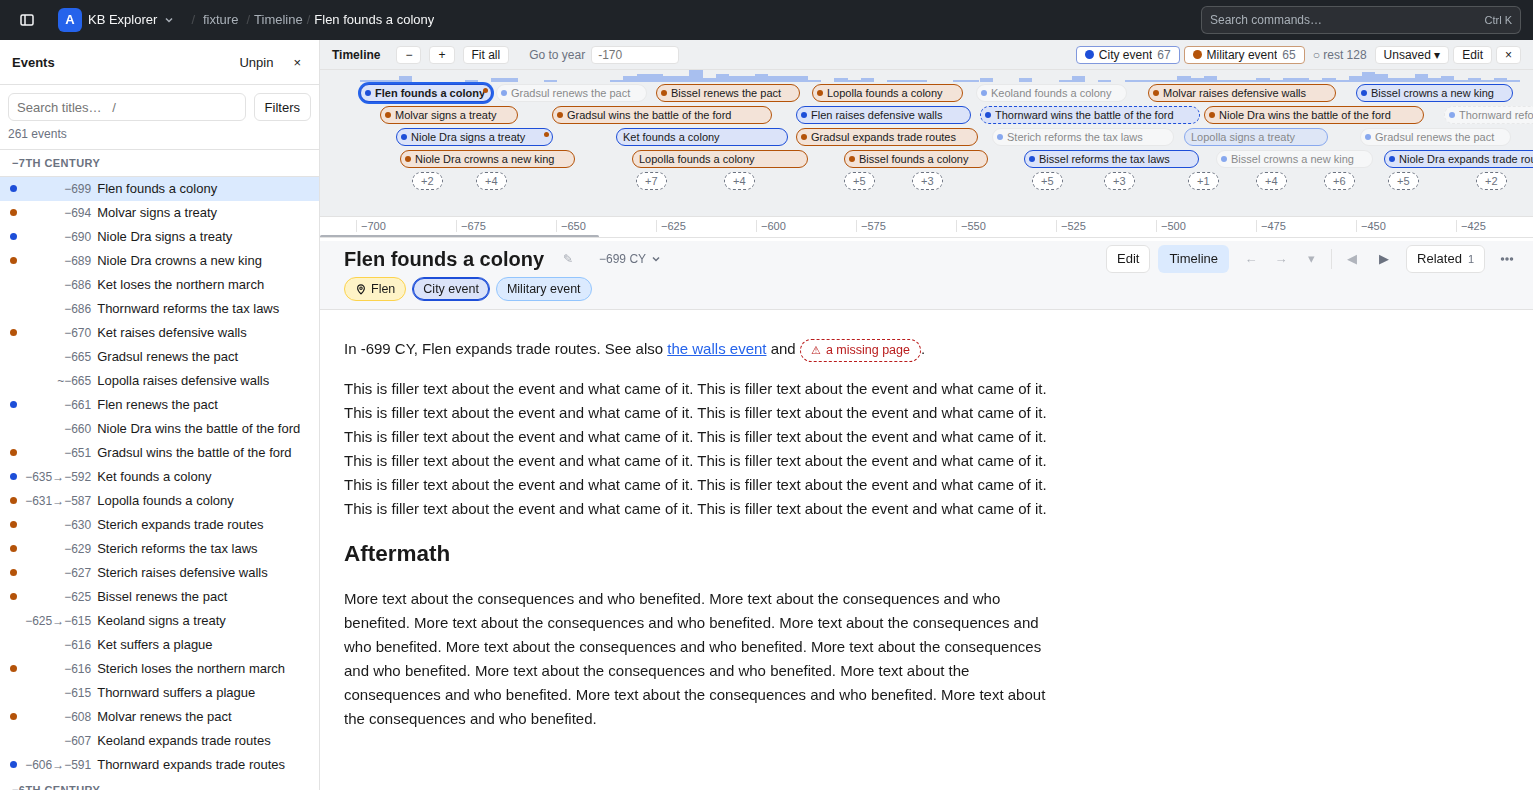 A KB Explorer / fixture / Timeline / Flen founds a colony Search commands… Ctrl K
Events Unpin ×
Search titles… / Filters
261 events
−7TH CENTURY
−699 Flen founds a colony
−694 Molvar signs a treaty
−690 Niole Dra signs a treaty
−689 Niole Dra crowns a new king
−686 Ket loses the northern march
−686 Thornward reforms the tax laws
−670 Ket raises defensive walls
−665 Gradsul renews the pact
~−665 Lopolla raises defensive walls
−661 Flen renews the pact
−660 Niole Dra wins the battle of the ford
−651 Gradsul wins the battle of the ford
−635→−592 Ket founds a colony
−631→−587 Lopolla founds a colony
−630 Sterich expands trade routes
−629 Sterich reforms the tax laws
−627 Sterich raises defensive walls
−625 Bissel renews the pact
−625→−615 Keoland signs a treaty
−616 Ket suffers a plague
−616 Sterich loses the northern march
−615 Thornward suffers a plague
−608 Molvar renews the pact
−607 Keoland expands trade routes
−606→−591 Thornward expands trade routes
−6TH CENTURY
Timeline − + Fit all Go to year -170 City event 67 Military event 65 ○ rest 128 Unsaved ▾ Edit ×
Flen founds a colony Gradsul renews the pact Bissel renews the pact Lopolla founds a colony Keoland founds a colony Molvar raises defensive walls Bissel crowns a new king
Molvar signs a treaty Gradsul wins the battle of the ford Flen raises defensive walls Thornward wins the battle of the ford Niole Dra wins the battle of the ford Thornward refo
Niole Dra signs a treaty Ket founds a colony Gradsul expands trade routes Sterich reforms the tax laws Lopolla signs a treaty Gradsul renews the pact
Niole Dra crowns a new king Lopolla founds a colony Bissel founds a colony Bissel reforms the tax laws Bissel crowns a new king Niole Dra expands trade rou
+2 +4 +7 +4 +5 +3 +5 +3 +1 +4 +6 +5 +2
−700 −675 −650 −625 −600 −575 −550 −525 −500 −475 −450 −425
Flen founds a colony ✎ −699 CY Edit Timeline ← → ▾ ◀ ▶ Related 1 •••
Flen City event Military event
In -699 CY, Flen expands trade routes. See also the walls event and ⚠ a missing page.
This is filler text about the event and what came of it. This is filler text about the event and what came of it.
This is filler text about the event and what came of it. This is filler text about the event and what came of it.
This is filler text about the event and what came of it. This is filler text about the event and what came of it.
This is filler text about the event and what came of it. This is filler text about the event and what came of it.
This is filler text about the event and what came of it. This is filler text about the event and what came of it.
This is filler text about the event and what came of it. This is filler text about the event and what came of it.
Aftermath
More text about the consequences and who benefited. More text about the consequences and who
benefited. More text about the consequences and who benefited. More text about the consequences and
who benefited. More text about the consequences and who benefited. More text about the consequences
and who benefited. More text about the consequences and who benefited. More text about the
consequences and who benefited. More text about the consequences and who benefited. More text about
the consequences and who benefited.